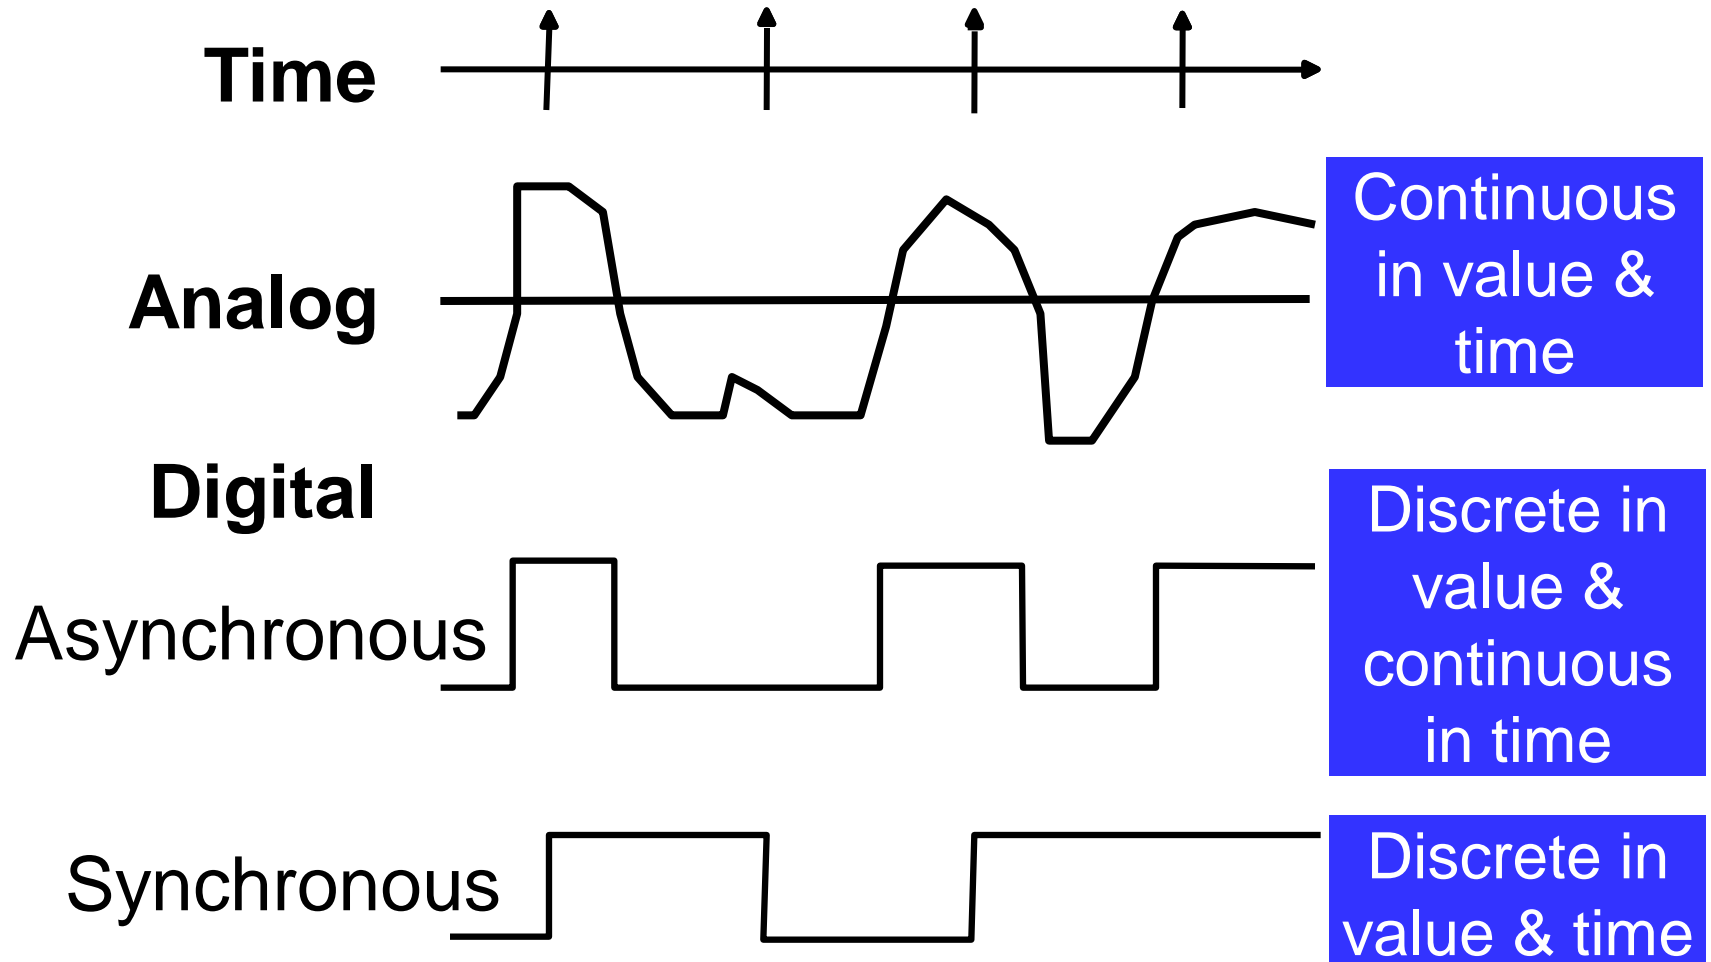 Time
Continuous
in value &
time
Analog
Digital
Discrete in
value &
continuous
in time
Asynchronous
Discrete in
value & time
Synchronous